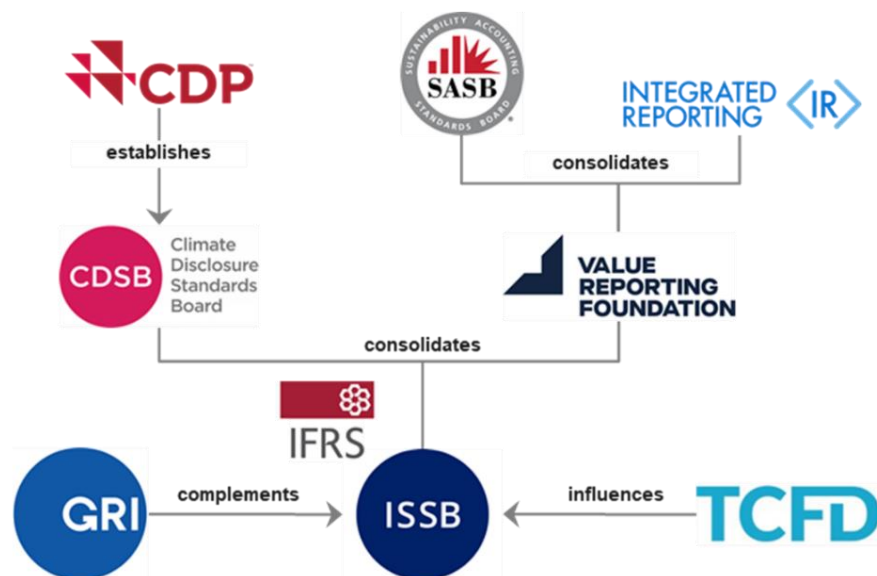 CDP
SUSTAINABILITY ACCOUNTING
SASB
STANDARDS BOARD
INTEGRATED
REPORTING
<IR>
establishes
consolidates
CDSB
Climate
Disclosure
Standards
Board
VALUE
REPORTING
FOUNDATION
consolidates
IFRS
GRI
complements
ISSB
influences
TCFD